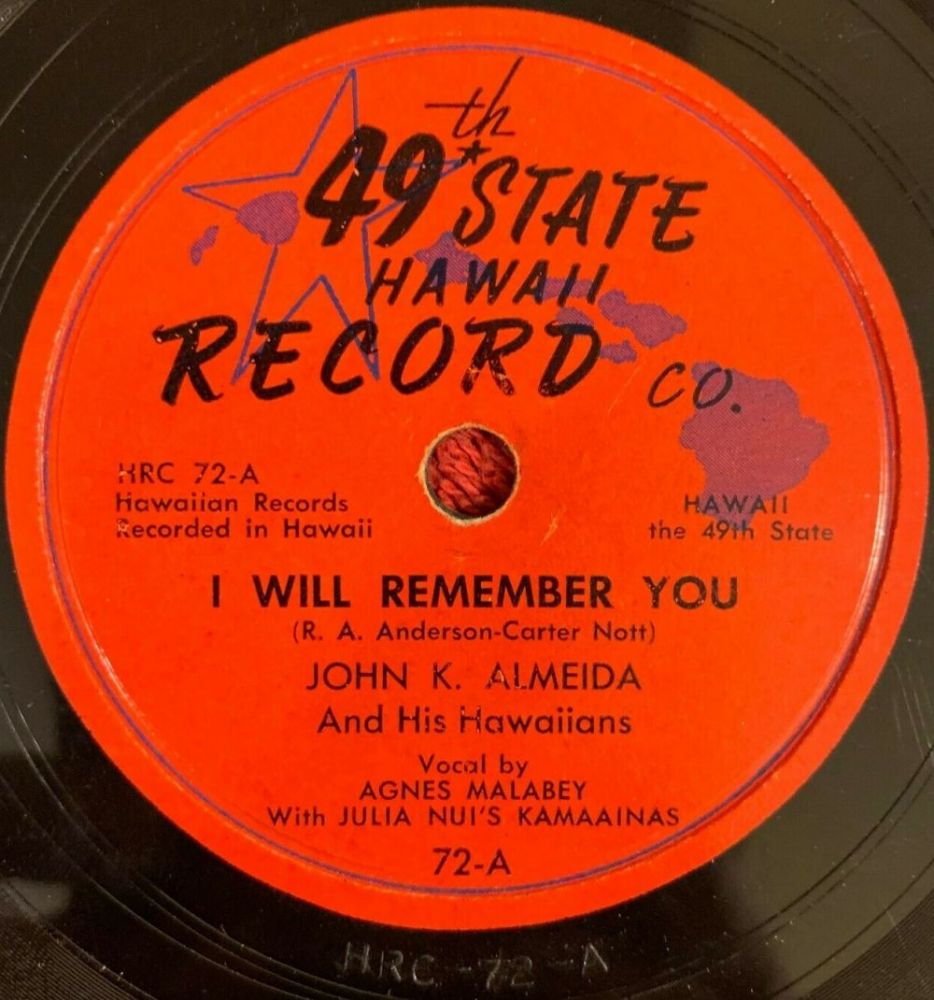 49th STATE
HAWAII
RECORD CO.
HRC 72-A
Hawaiian Records
Recorded in Hawaii
HAWAII
the 49th State
I WILL REMEMBER YOU
(R. A. Anderson-Carter Nott)
JOHN K. ALMEIDA
And His Hawaiians
Vocal by
AGNES MALABEY
With JULIA NUI'S KAMAAINAS
72-A
HRC-72-A